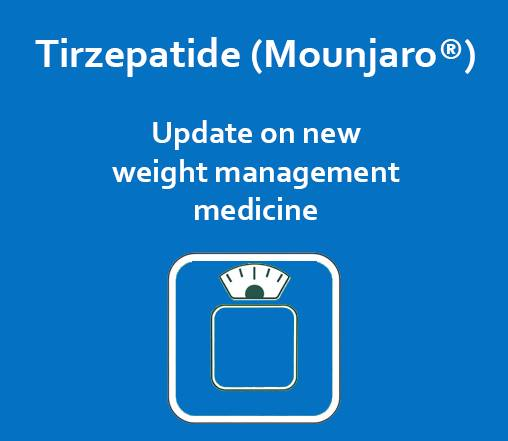 Tirzepatide (Mounjaro®)
Update on new
weight management
medicine